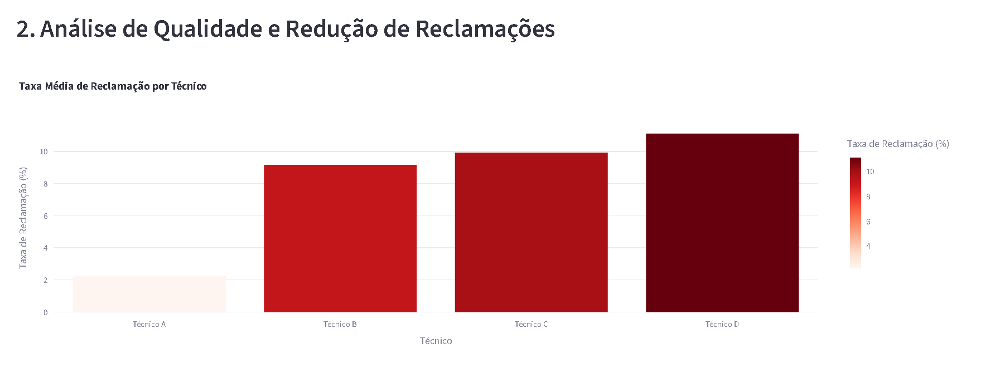 2. Análise de Qualidade e Redução de Reclamações
Taxa Média de Reclamação por Técnico
Taxa de Reclamação (%)
10
8
6
4
2
0
Técnico A
Técnico B
Técnico C
Técnico D
Técnico
Taxa de Reclamação (%)
10
8
6
4